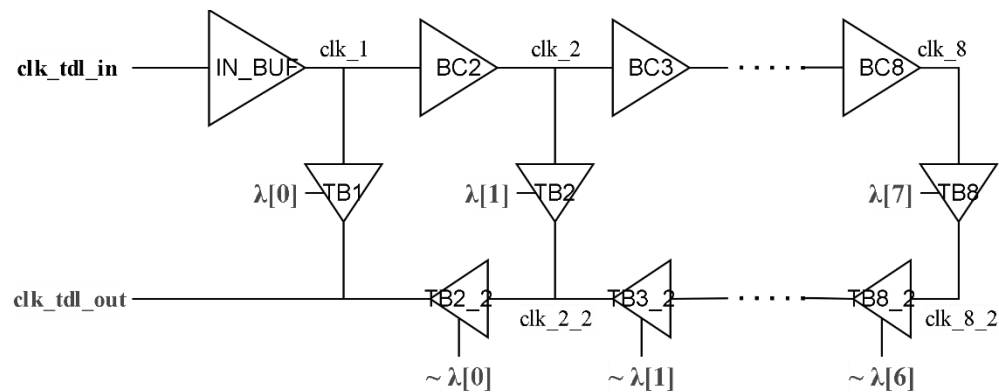 clk_1
clk_2
clk_8
clk_tdl_in
IN_BUF
BC2
BC3
BC8
λ[0]
TB1
λ[1]
TB2
λ[7]
TB8
clk_tdl_out
TB2_2
clk_2_2
TB3_2
TB8_2
clk_8_2
~ λ[0]
~ λ[1]
~ λ[6]